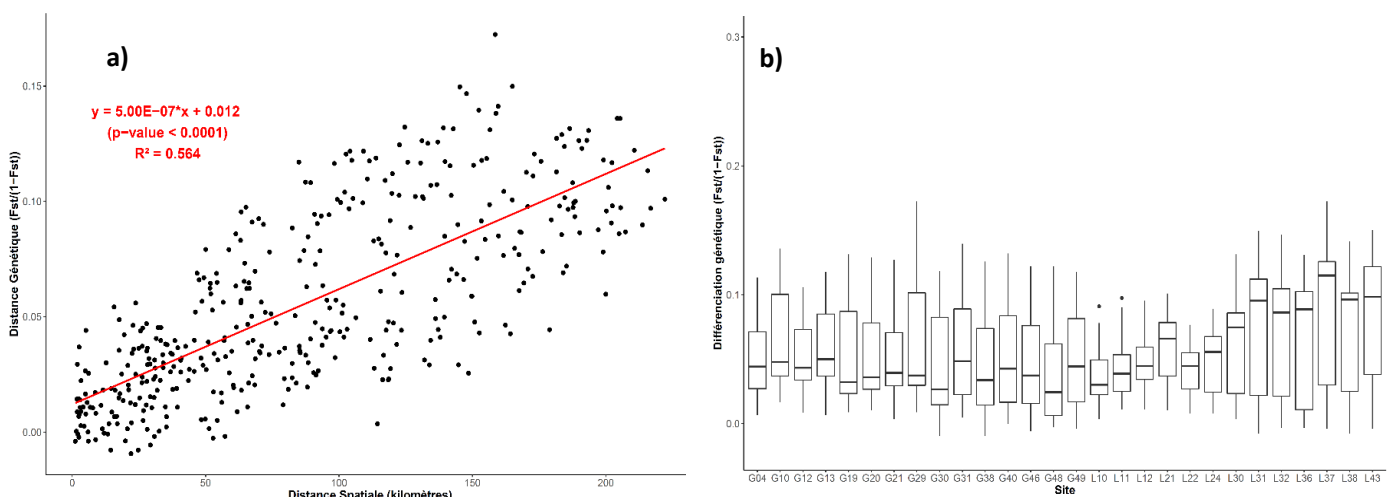 a)
y = 5.00E−07*x + 0.012
(p−value < 0.0001)
R² = 0.564
Distance Génétique (Fst/(1−Fst))
0.15
0.10
0.05
0.00
0 50 100 150 200
Distance Spatiale (kilomètres)
b)
Différenciation génétique (Fst/(1−Fst))
0.3
0.2
0.1
0.0
G04 G10 G12 G13 G19 G20 G21 G29 G30 G31 G38 G40 G46 G48 G49 L10 L11 L12 L21 L22 L24 L30 L31 L32 L36 L37 L38 L43
Site